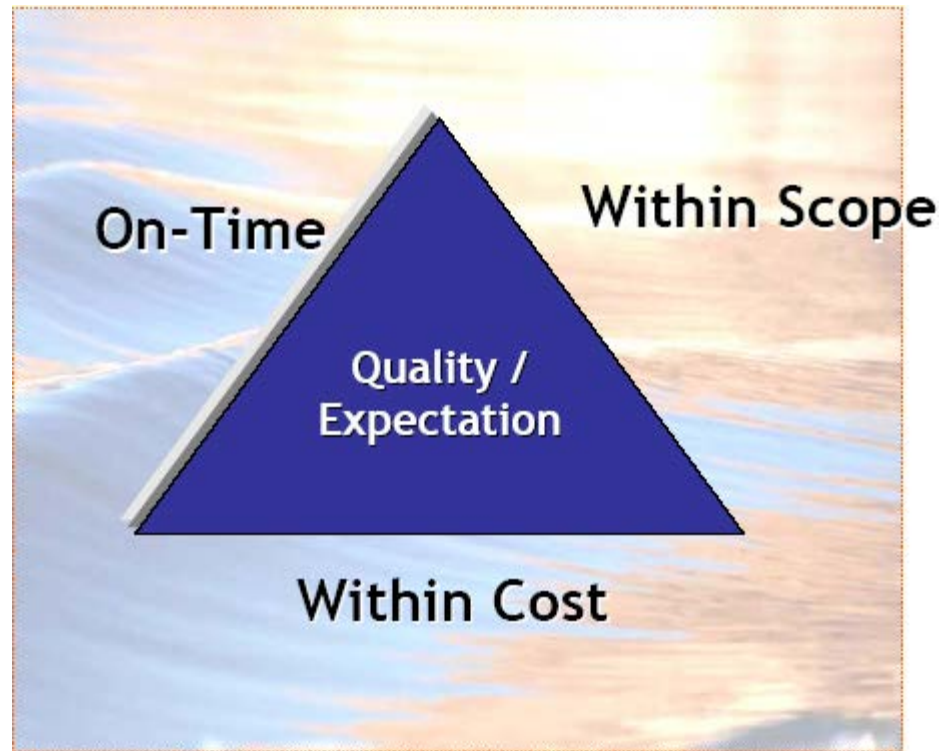 On-Time
Within Scope
Quality /
Expectation
Within Cost